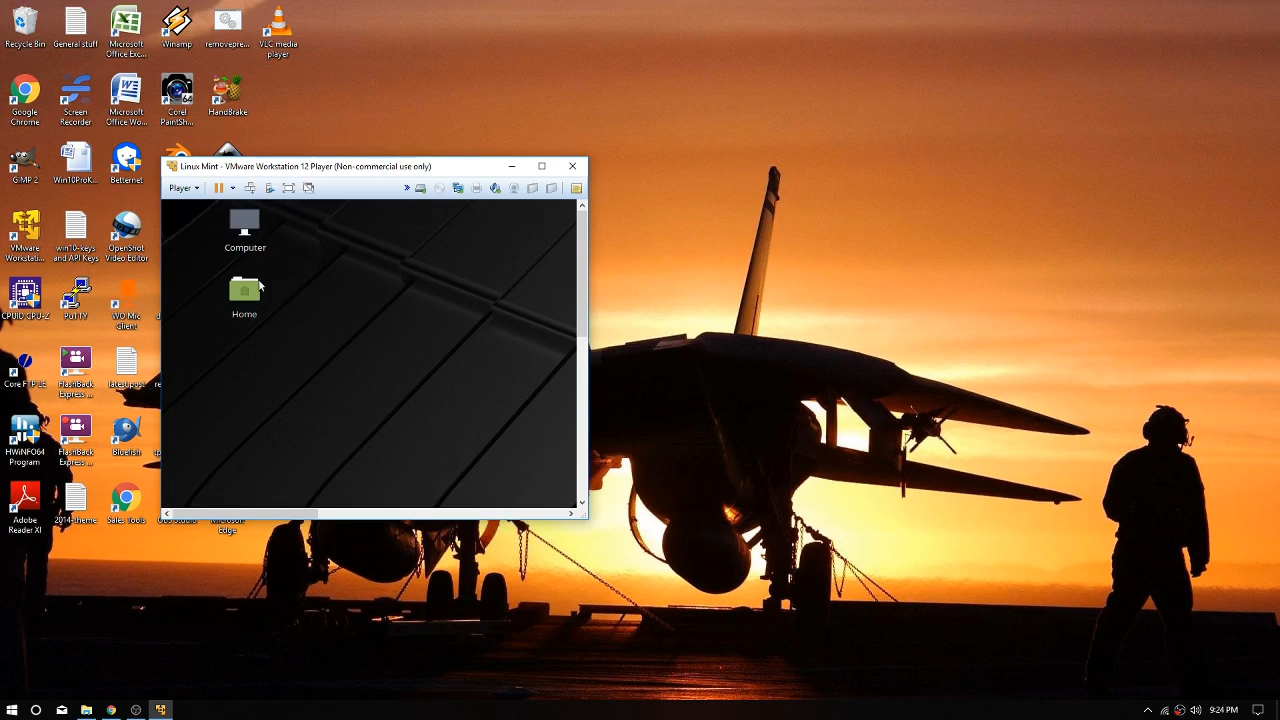 Recycle Bin
General stuff
Microsoft
Office Exc...
Winamp
removepre...
VLC media
player
Google
Chrome
Screen
Recorder
Microsoft
Office Wo...
Corel
PaintSh...
HandBrake
GIMP 2
Win10ProK...
Betternet
Linux Mint - VMware Workstation 12 Player (Non-commercial use only)
Player
Computer
Home
VMware
Workstati...
win10-keys
and API Keys
OpenShot
Video Editor
CPUID CPU-Z
PuTTY
WO Mic
Client
Core FTP LE
FlashBack
Express ...
latestpost
HWiNFO64
Program
FlashBack
Express ...
Bluefish
Adobe
Reader XI
2014-theme
Sales Tools
OBS Studio
Microsoft
Edge
9:24 PM